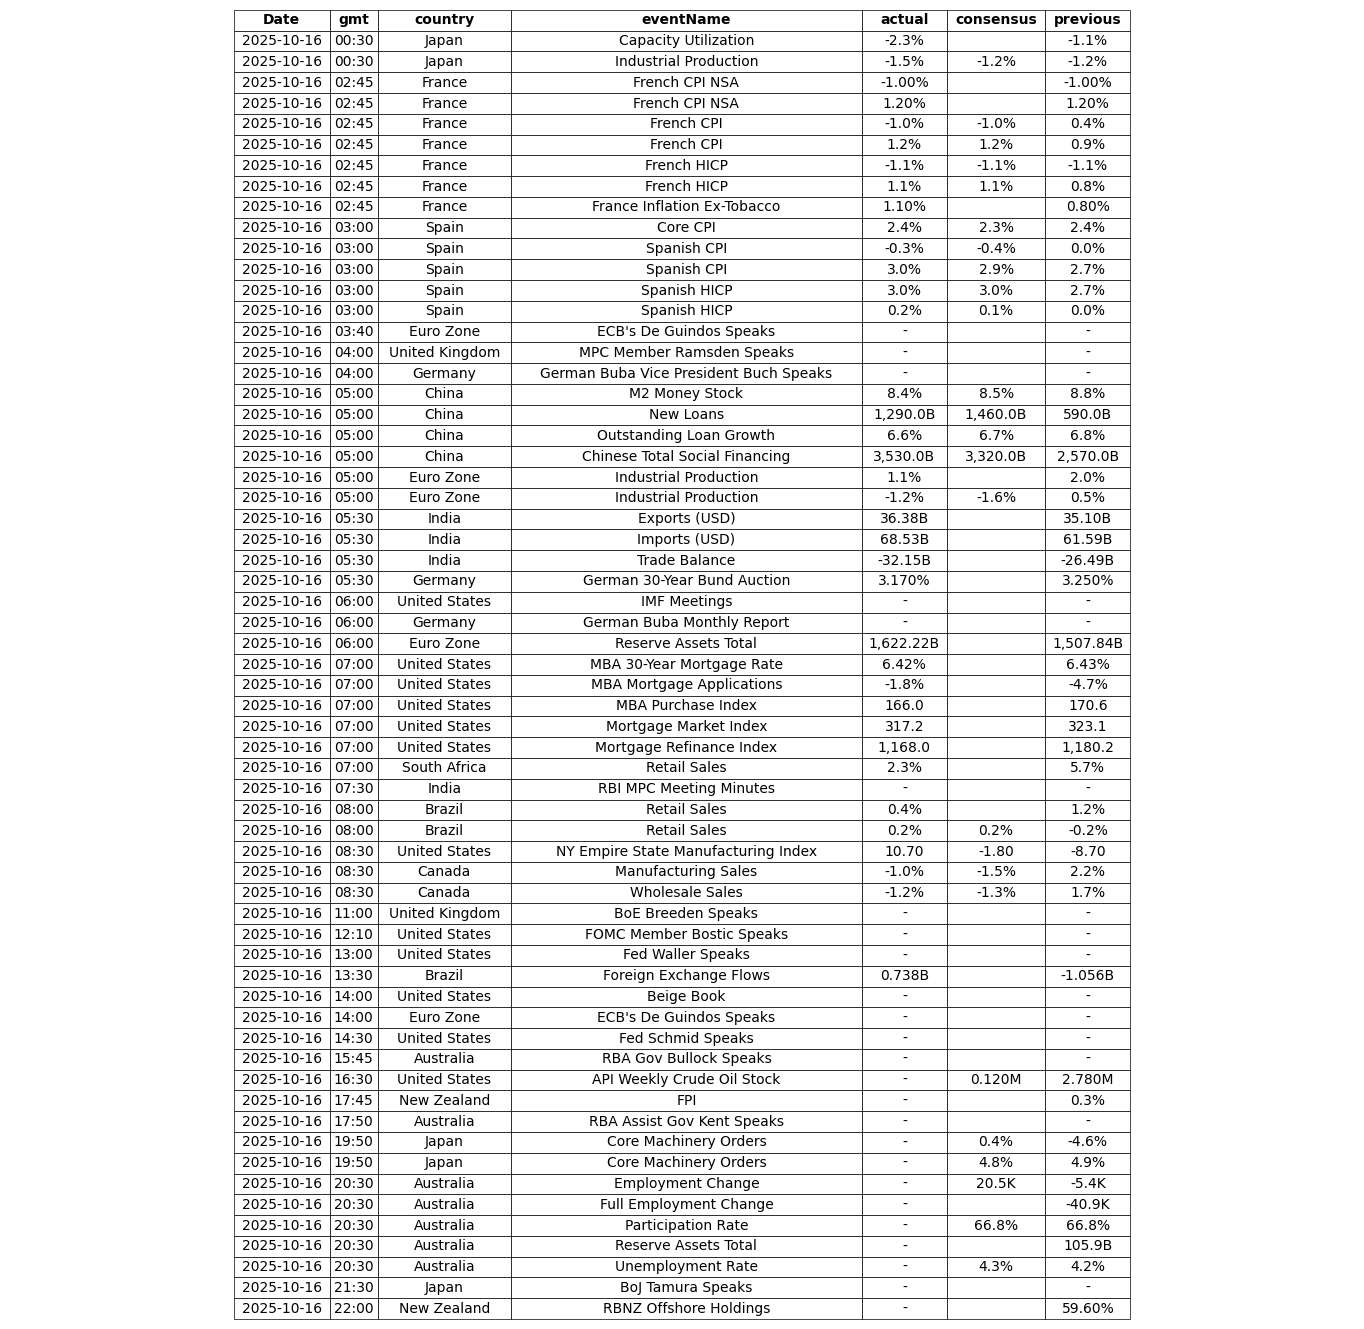 Date gmt country eventName actual consensus previous
2025-10-16 00:30 Japan Capacity Utilization -2.3% -1.1%
2025-10-16 00:30 Japan Industrial Production -1.5% -1.2% -1.2%
2025-10-16 02:45 France French CPI NSA -1.00% -1.00%
2025-10-16 02:45 France French CPI NSA 1.20% 1.20%
2025-10-16 02:45 France French CPI -1.0% -1.0% 0.4%
2025-10-16 02:45 France French CPI 1.2% 1.2% 0.9%
2025-10-16 02:45 France French HICP -1.1% -1.1% -1.1%
2025-10-16 02:45 France French HICP 1.1% 1.1% 0.8%
2025-10-16 02:45 France France Inflation Ex-Tobacco 1.10% 0.80%
2025-10-16 03:00 Spain Core CPI 2.4% 2.3% 2.4%
2025-10-16 03:00 Spain Spanish CPI -0.3% -0.4% 0.0%
2025-10-16 03:00 Spain Spanish CPI 3.0% 2.9% 2.7%
2025-10-16 03:00 Spain Spanish HICP 3.0% 3.0% 2.7%
2025-10-16 03:00 Spain Spanish HICP 0.2% 0.1% 0.0%
2025-10-16 03:40 Euro Zone ECB's De Guindos Speaks - -
2025-10-16 04:00 United Kingdom MPC Member Ramsden Speaks - -
2025-10-16 04:00 Germany German Buba Vice President Buch Speaks - -
2025-10-16 05:00 China M2 Money Stock 8.4% 8.5% 8.8%
2025-10-16 05:00 China New Loans 1,290.0B 1,460.0B 590.0B
2025-10-16 05:00 China Outstanding Loan Growth 6.6% 6.7% 6.8%
2025-10-16 05:00 China Chinese Total Social Financing 3,530.0B 3,320.0B 2,570.0B
2025-10-16 05:00 Euro Zone Industrial Production 1.1% 2.0%
2025-10-16 05:00 Euro Zone Industrial Production -1.2% -1.6% 0.5%
2025-10-16 05:30 India Exports (USD) 36.38B 35.10B
2025-10-16 05:30 India Imports (USD) 68.53B 61.59B
2025-10-16 05:30 India Trade Balance -32.15B -26.49B
2025-10-16 05:30 Germany German 30-Year Bund Auction 3.170% 3.250%
2025-10-16 06:00 United States IMF Meetings - -
2025-10-16 06:00 Germany German Buba Monthly Report - -
2025-10-16 06:00 Euro Zone Reserve Assets Total 1,622.22B 1,507.84B
2025-10-16 07:00 United States MBA 30-Year Mortgage Rate 6.42% 6.43%
2025-10-16 07:00 United States MBA Mortgage Applications -1.8% -4.7%
2025-10-16 07:00 United States MBA Purchase Index 166.0 170.6
2025-10-16 07:00 United States Mortgage Market Index 317.2 323.1
2025-10-16 07:00 United States Mortgage Refinance Index 1,168.0 1,180.2
2025-10-16 07:00 South Africa Retail Sales 2.3% 5.7%
2025-10-16 07:30 India RBI MPC Meeting Minutes - -
2025-10-16 08:00 Brazil Retail Sales 0.4% 1.2%
2025-10-16 08:00 Brazil Retail Sales 0.2% 0.2% -0.2%
2025-10-16 08:30 United States NY Empire State Manufacturing Index 10.70 -1.80 -8.70
2025-10-16 08:30 Canada Manufacturing Sales -1.0% -1.5% 2.2%
2025-10-16 08:30 Canada Wholesale Sales -1.2% -1.3% 1.7%
2025-10-16 11:00 United Kingdom BoE Breeden Speaks - -
2025-10-16 12:10 United States FOMC Member Bostic Speaks - -
2025-10-16 13:00 United States Fed Waller Speaks - -
2025-10-16 13:30 Brazil Foreign Exchange Flows 0.738B -1.056B
2025-10-16 14:00 United States Beige Book - -
2025-10-16 14:00 Euro Zone ECB's De Guindos Speaks - -
2025-10-16 14:30 United States Fed Schmid Speaks - -
2025-10-16 15:45 Australia RBA Gov Bullock Speaks - -
2025-10-16 16:30 United States API Weekly Crude Oil Stock - 0.120M 2.780M
2025-10-16 17:45 New Zealand FPI - 0.3%
2025-10-16 17:50 Australia RBA Assist Gov Kent Speaks - -
2025-10-16 19:50 Japan Core Machinery Orders - 0.4% -4.6%
2025-10-16 19:50 Japan Core Machinery Orders - 4.8% 4.9%
2025-10-16 20:30 Australia Employment Change - 20.5K -5.4K
2025-10-16 20:30 Australia Full Employment Change - -40.9K
2025-10-16 20:30 Australia Participation Rate - 66.8% 66.8%
2025-10-16 20:30 Australia Reserve Assets Total - 105.9B
2025-10-16 20:30 Australia Unemployment Rate - 4.3% 4.2%
2025-10-16 21:30 Japan BoJ Tamura Speaks - -
2025-10-16 22:00 New Zealand RBNZ Offshore Holdings - 59.60%